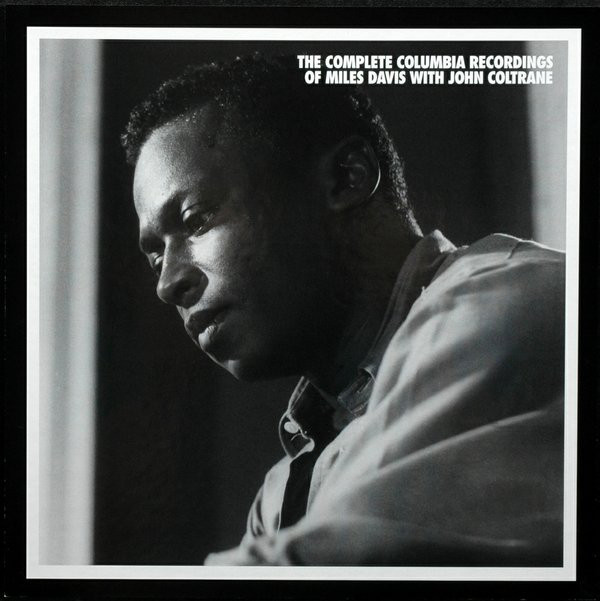 THE COMPLETE COLUMBIA RECORDINGS
OF MILES DAVIS WITH JOHN COLTRANE